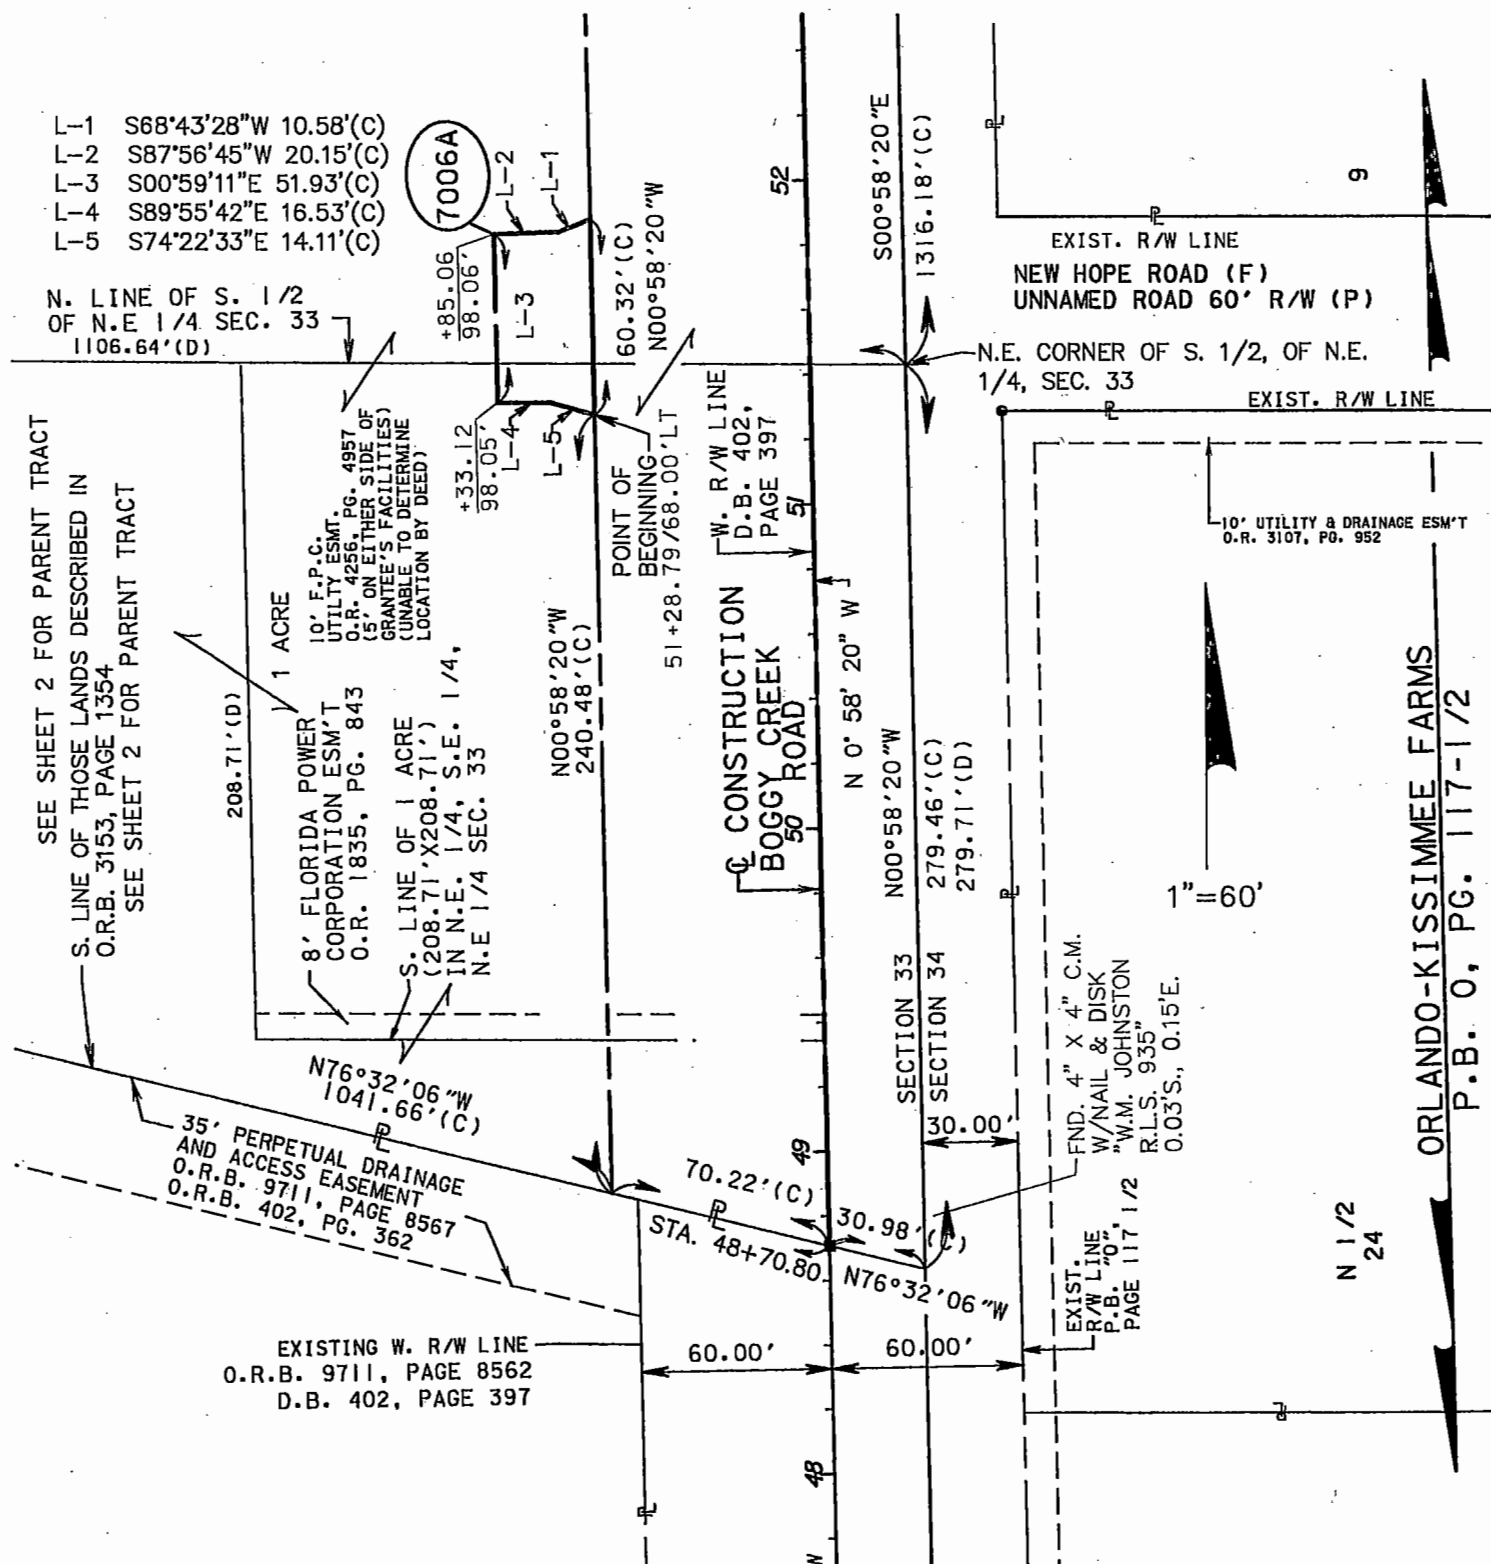 L-1 S68°43'28"W 10.58'(C)
L-2 S87°56'45"W 20.15'(C)
L-3 S00°59'11"E 51.93'(C)
L-4 S89°55'42"E 16.53'(C)
L-5 S74°22'33"E 14.11'(C)
7006A
L-2
L-1
N. LINE OF S. 1/2
OF N.E 1/4 SEC. 33
1106.64'(D)
+85.06
98.06'
L-3
60.32'(C)
N00°58'20"W
52
S00°58'20"E
1316.18'(C)
9
EXIST. R/W LINE
NEW HOPE ROAD (F)
UNNAMED ROAD 60' R/W (P)
N.E. CORNER OF S. 1/2, OF N.E.
1/4, SEC. 33
EXIST. R/W LINE
SEE SHEET 2 FOR PARENT TRACT
S. LINE OF THOSE LANDS DESCRIBED IN
O.R.B. 3153, PAGE 1354
SEE SHEET 2 FOR PARENT TRACT
208.71'(D)
1 ACRE
10' F.P.C.
UTILITY ESMT.
O.R. 4256, PG. 4957
(5' ON EITHER SIDE OF
GRANTEE'S FACILITIES)
(UNABLE TO DETERMINE
LOCATION BY DEED)
+33.12
98.05'
L-4
L-5
POINT OF
BEGINNING
51+28.79/68.00'LT
W. R/W LINE
D.B. 402,
PAGE 397
51
10' UTILITY & DRAINAGE ESM'T
O.R. 3107, PG. 952
8' FLORIDA POWER
CORPORATION ESM'T
O.R. 1835, PG. 843
S. LINE OF 1 ACRE
(208.71'X208.71')
IN N.E. 1/4, S.E. 1/4,
N.E 1/4 SEC. 33
N00°58'20"W
240.48'(C)
℄ CONSTRUCTION
BOGGY CREEK
ROAD
50
N 0° 58' 20" W
N00°58'20"W
279.46'(C)
279.71'(D)
1"=60'
ORLANDO-KISSIMMEE FARMS
P.B. O, PG. 117-1/2
SECTION 33
SECTION 34
FND. 4" X 4" C.M.
W/NAIL & DISK
"W.M. JOHNSTON
R.L.S. 935"
0.03'S., 0.15'E.
N76°32'06"W
1041.66'(C)
35' PERPETUAL DRAINAGE
AND ACCESS EASEMENT
O.R.B. 9711, PAGE 8567
O.R.B. 402, PG. 362
30.00'
49
70.22'(C)
30.98'(C)
STA. 48+70.80
N76°32'06"W
EXIST.
R/W LINE
P.B. "O",
PAGE 117 1/2
N 1/2
24
EXISTING W. R/W LINE
O.R.B. 9711, PAGE 8562
D.B. 402, PAGE 397
60.00'
60.00'
48
W